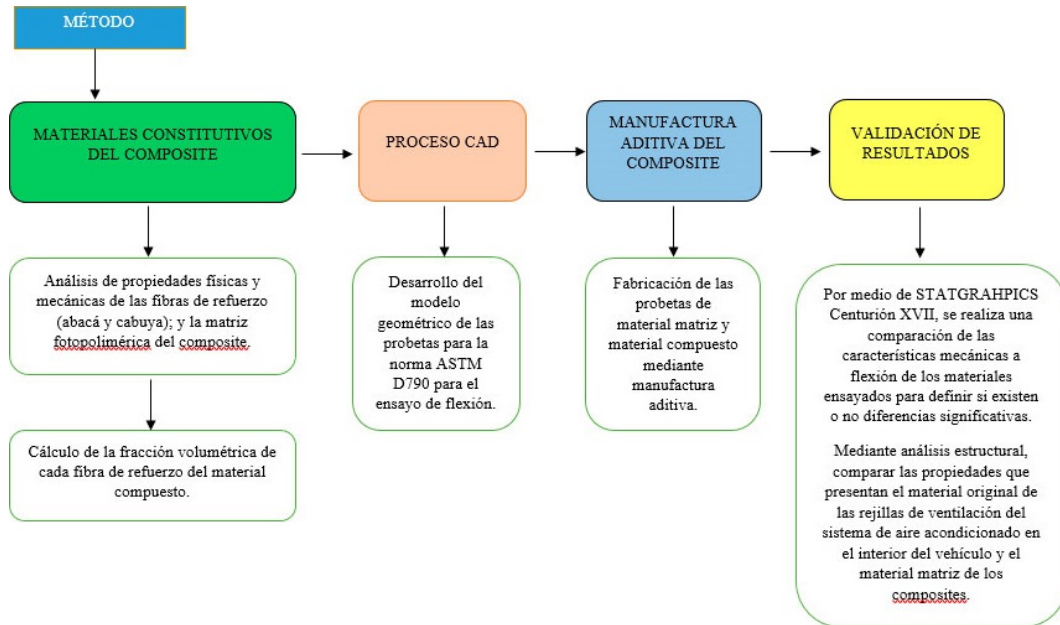 MÉTODO
MATERIALES CONSTITUTIVOS
DEL COMPOSITE
PROCESO CAD
MANUFACTURA
ADITIVA DEL
COMPOSITE
VALIDACIÓN DE
RESULTADOS
Análisis de propiedades físicas y
mecánicas de las fibras de refuerzo
(abacá y cabuya); y la matriz
fotopolimérica del composite.
Cálculo de la fracción volumétrica de
cada fibra de refuerzo del material
compuesto.
Desarrollo del
modelo
geométrico de las
probetas para la
norma ASTM
D790 para el
ensayo de flexión.
Fabricación de las
probetas de
material matriz y
material compuesto
mediante
manufactura
aditiva.
Por medio de STATGRAHPICS
Centurión XVII, se realiza una
comparación de las
características mecánicas a
flexión de los materiales
ensayados para definir si existen
o no diferencias significativas.
Mediante análisis estructural,
comparar las propiedades que
presentan el material original de
las rejillas de ventilación del
sistema de aire acondicionado en
el interior del vehículo y el
material matriz de los
composites.